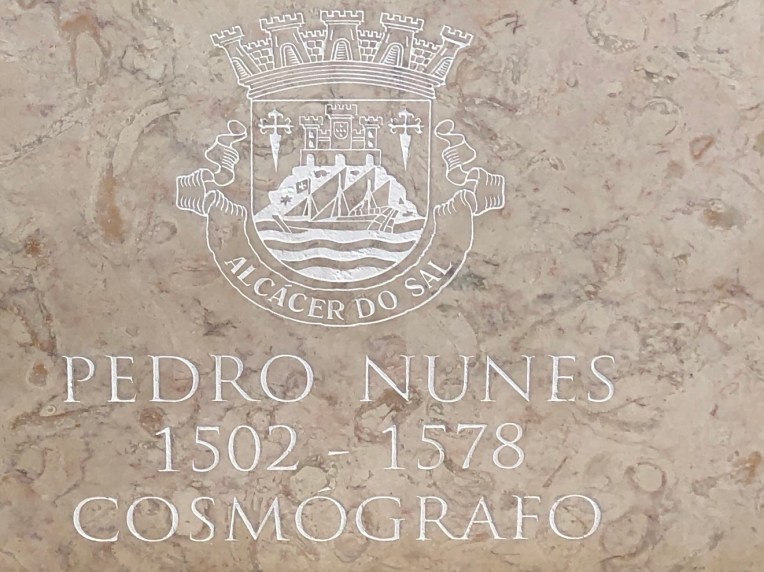 ALCÁCER DO SAL
PEDRO NUNES
1502 - 1578
COSMÓGRAFO